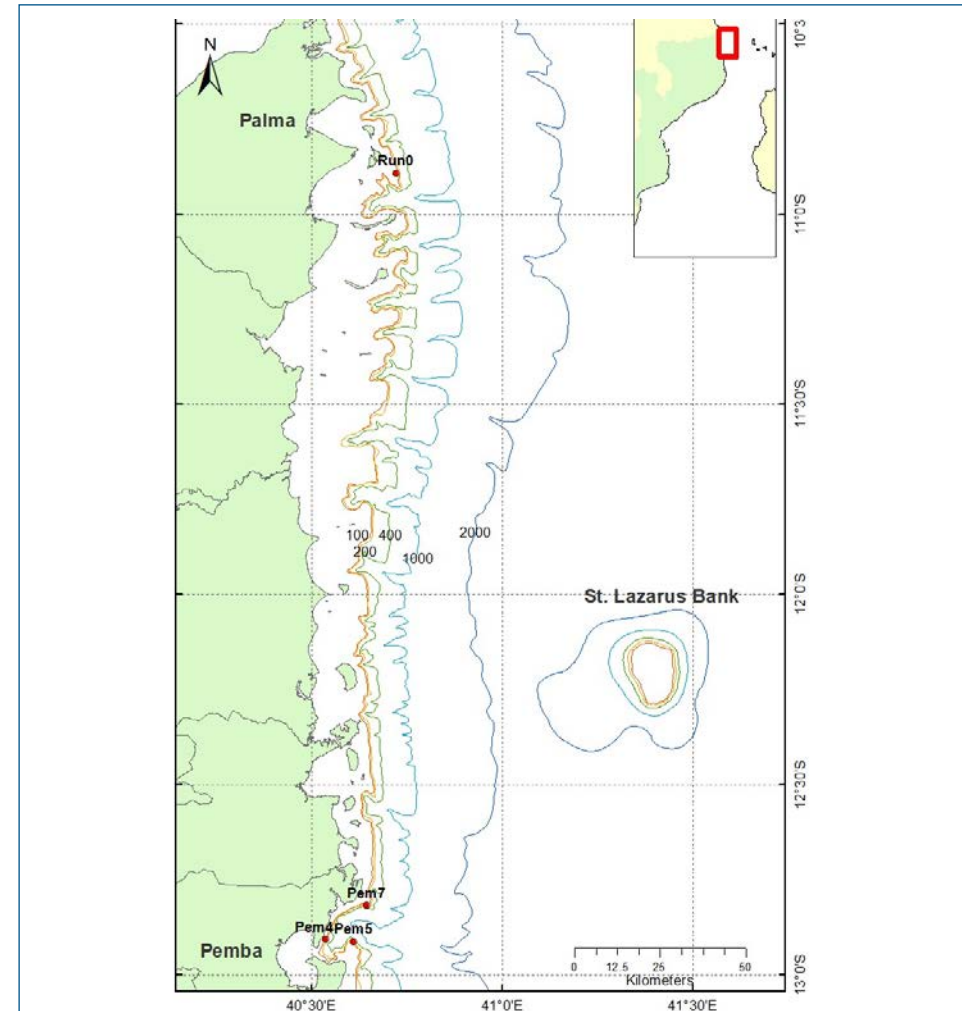 N
10°3
Palma
Run0
11°0'S
11°30'S
100 400
2000
200
1000
12°0'S
St. Lazarus Bank
12°30'S
Pem7
Pem4
Pem5
Pemba
0 12.5 25 50
Kilometers
13°0'S
40°30'E
41°0'E
41°30'E